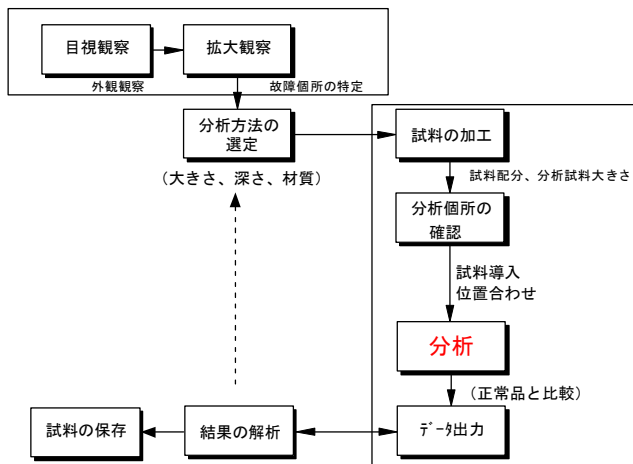 目視観察
拡大観察
外観観察
故障個所の特定
分析方法の
選定
試料の加工
(大きさ、深さ、材質)
試料配分、分析試料大きさ
分析個所の
確認
試料導入
位置合わせ
分析
(正常品と比較)
試料の保存
結果の解析
ﾃﾞｰﾀ出力